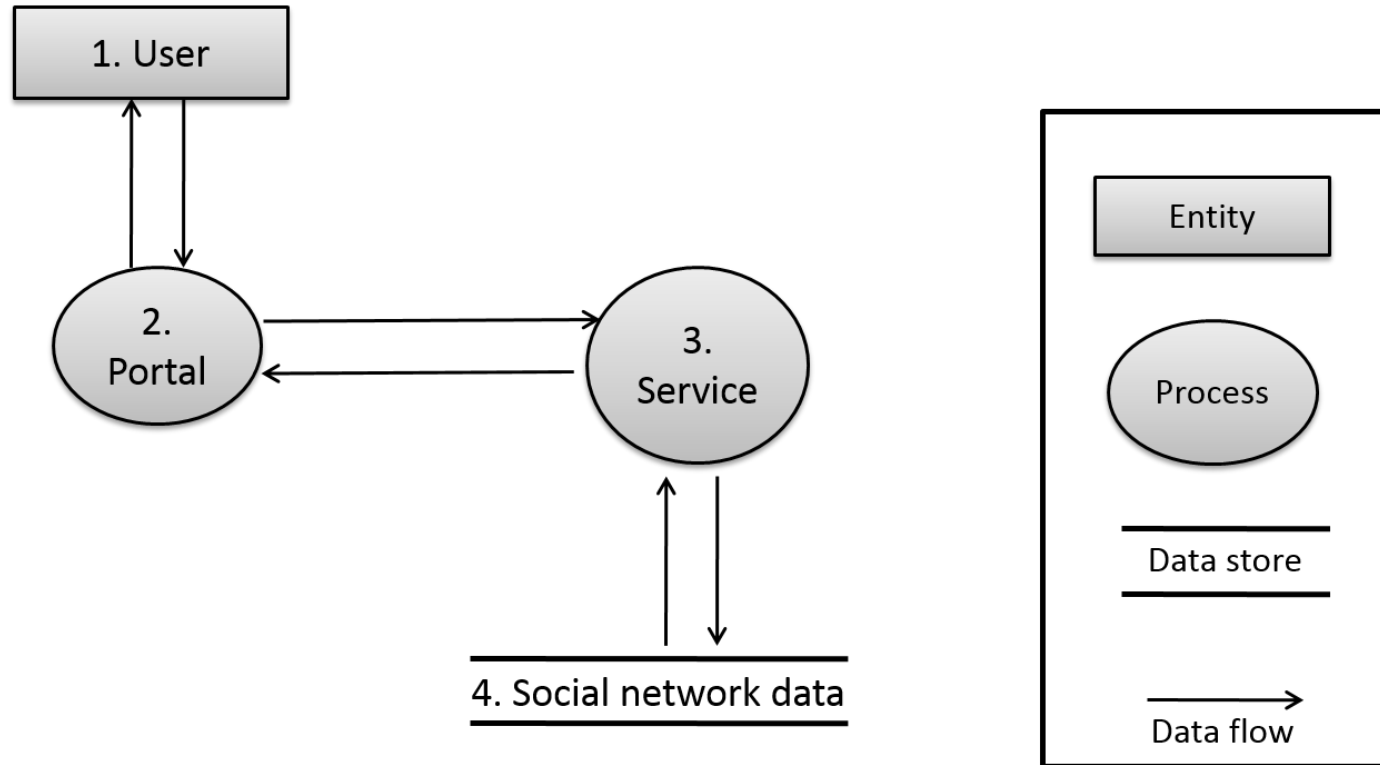 1. User
2.
Portal
3.
Service
4. Social network data
Entity
Process
Data store
Data flow